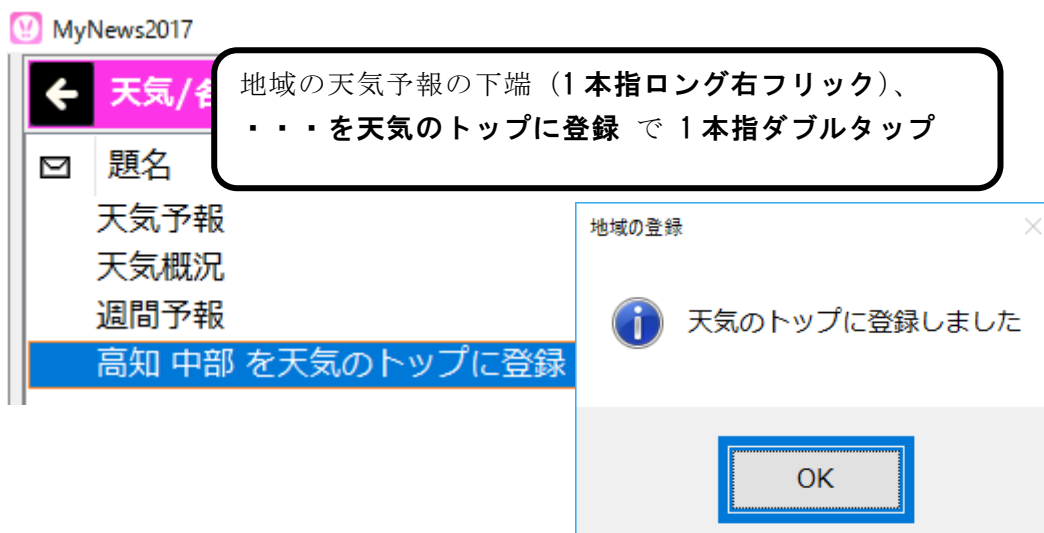 MyNews2017
天気/各
地域の天気予報の下端（1本指ロング右フリック）、
・・・を天気のトップに登録 で 1本指ダブルタップ
題名
天気予報
天気概況
週間予報
高知 中部 を天気のトップに登録
地域の登録
天気のトップに登録しました
OK